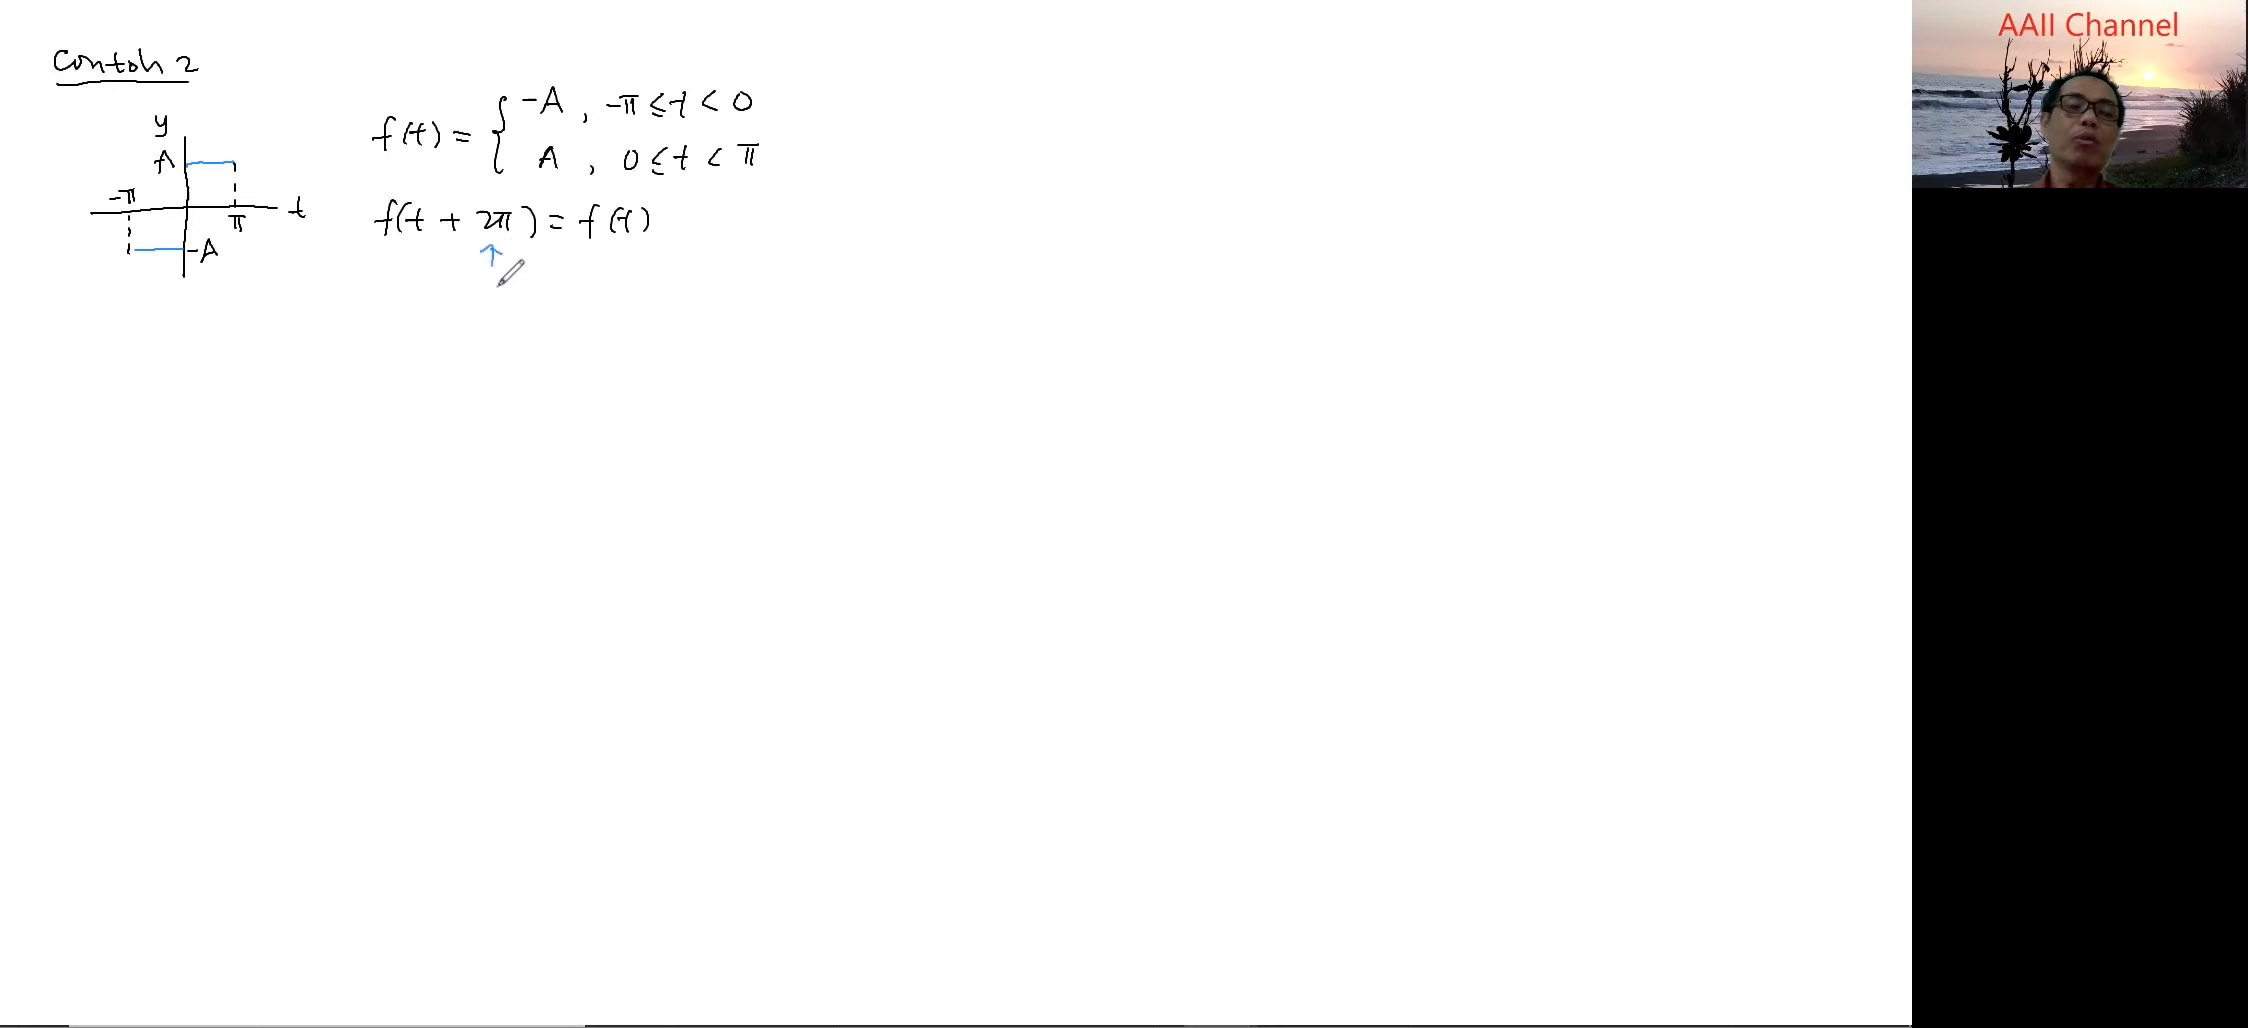 Contoh 2
y
A
-π
π
t
-A
f(t) = { -A , -π ≤ t < 0
A , 0 ≤ t < π
f(t + 2π) = f(t)
↑
AAII Channel